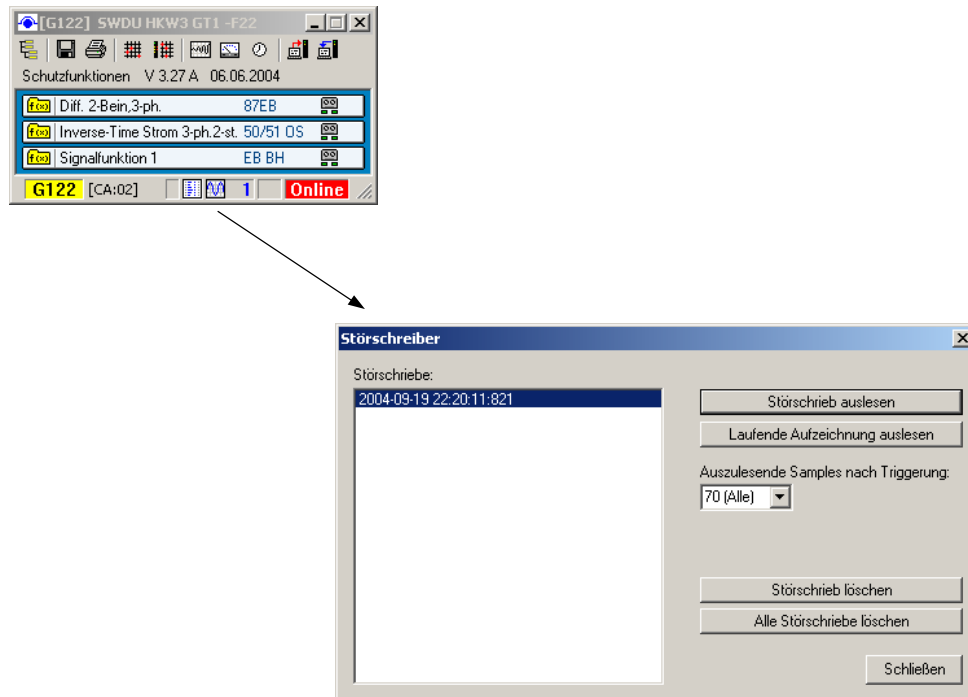 [G122] SWDU HKW3 GT1 -F22
Schutzfunktionen V 3.27 A 06.06.2004
f(x) Diff. 2-Bein,3-ph. 87EB
f(x) Inverse-Time Strom 3-ph.2-st. 50/51 OS
f(x) Signalfunktion 1 EB BH
G122 [CA:02] 1 Online
Störschreiber
Störschriebe:
2004-09-19 22:20:11:821
Störschrieb auslesen
Laufende Aufzeichnung auslesen
Auszulesende Samples nach Triggerung:
70 (Alle)
Störschrieb löschen
Alle Störschriebe löschen
Schließen